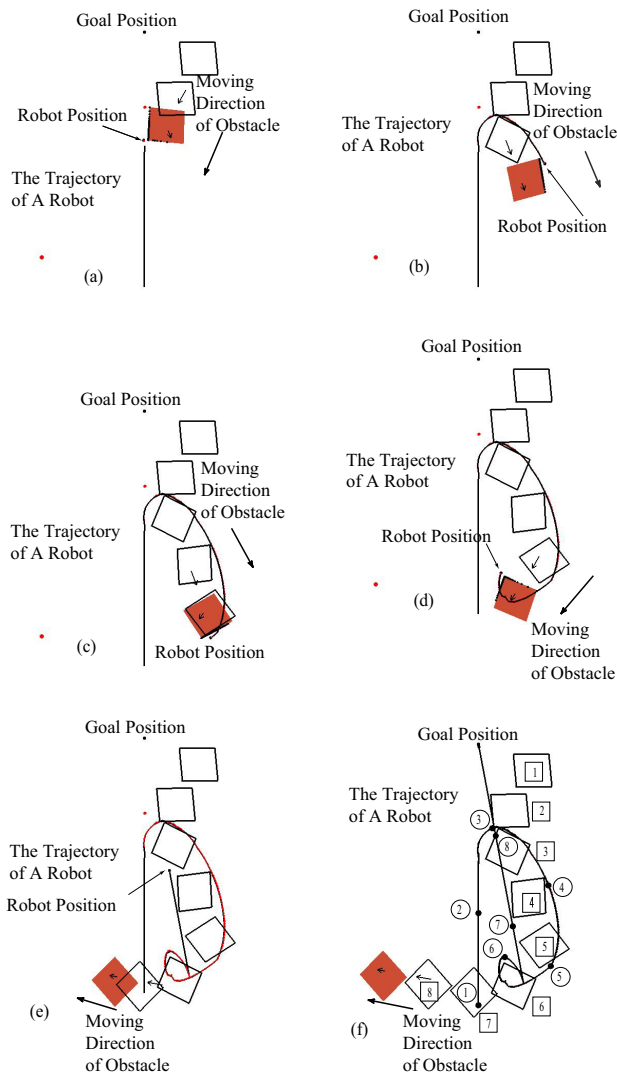 Goal Position
Moving
Direction
of Obstacle
Robot Position
The Trajectory
of A Robot
(a)
Goal Position
Moving
Direction
of Obstacle
The Trajectory
of A Robot
Robot Position
(b)
Goal Position
Moving
Direction
of Obstacle
The Trajectory
of A Robot
(c)
Robot Position
Goal Position
The Trajectory
of A Robot
Robot Position
(d)
Moving
Direction
of Obstacle
Goal Position
The Trajectory
of A Robot
Robot Position
(e)
Moving
Direction
of Obstacle
Goal Position
The Trajectory
of A Robot
1
2
3
3
8
4
4
2
7
5
6
5
8
1
6
7
Moving
Direction
of Obstacle
(f)